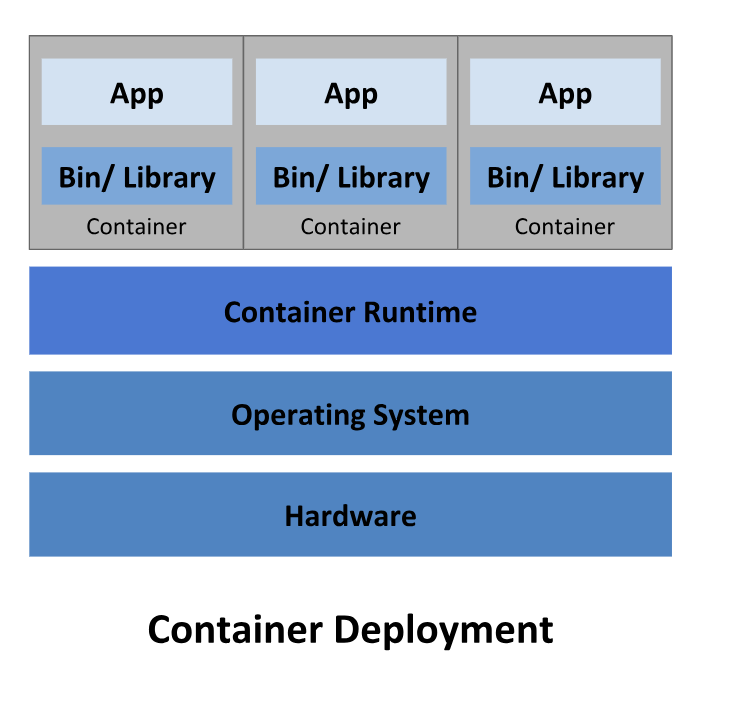 App App App
Bin/ Library Bin/ Library Bin/ Library
Container Container Container
Container Runtime
Operating System
Hardware
Container Deployment